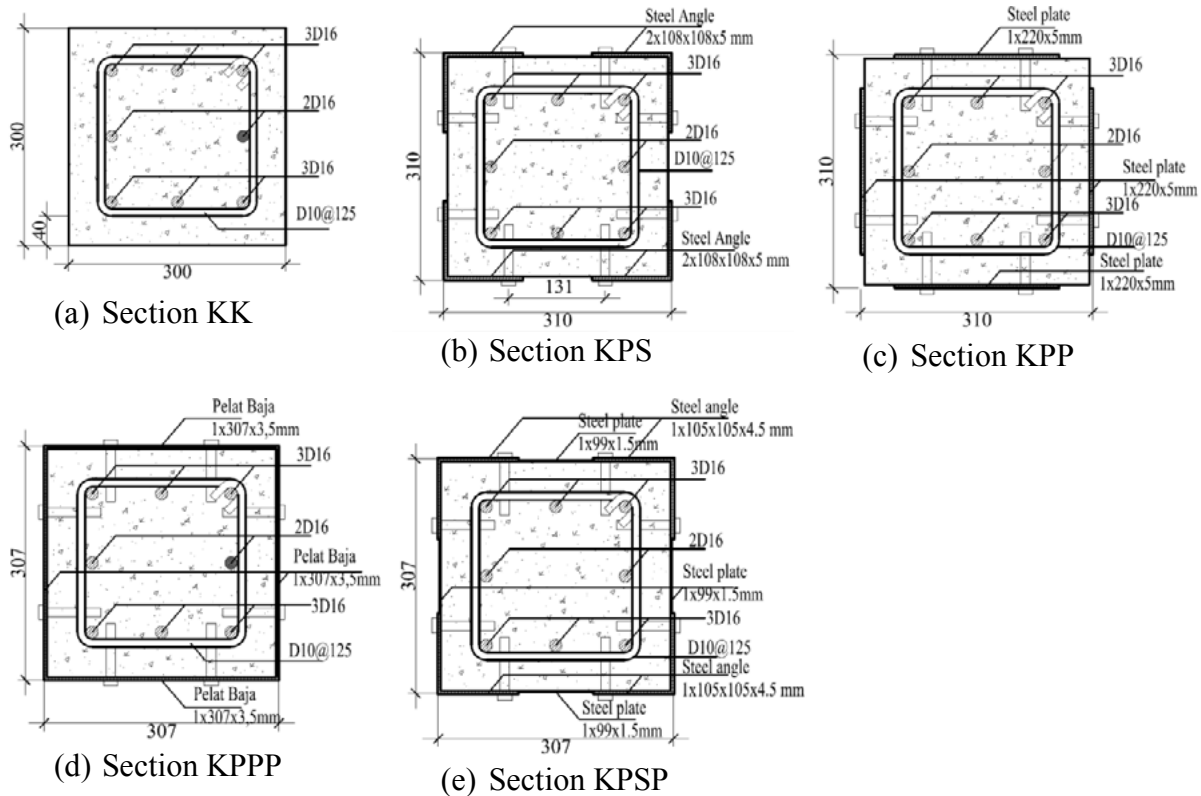 3D16
2D16
3D16
D10@125
300
40
300
(a) Section KK
Steel Angle
2x108x108x5 mm
3D16
2D16
D10@125
3D16
Steel Angle
2x108x108x5 mm
310
131
310
(b) Section KPS
Steel plate
1x220x5mm
3D16
2D16
Steel plate
1x220x5mm
3D16
D10@125
Steel plate
1x220x5mm
310
310
(c) Section KPP
Pelat Baja
1x307x3,5mm
3D16
2D16
Pelat Baja
1x307x3,5mm
3D16
D10@125
Pelat Baja
1x307x3,5mm
307
307
(d) Section KPPP
Steel plate
1x99x1.5mm
Steel angle
1x105x105x4.5 mm
3D16
2D16
Steel plate
1x99x1.5mm
3D16
D10@125
Steel angle
1x105x105x4.5 mm
Steel plate
1x99x1.5mm
307
307
(e) Section KPSP